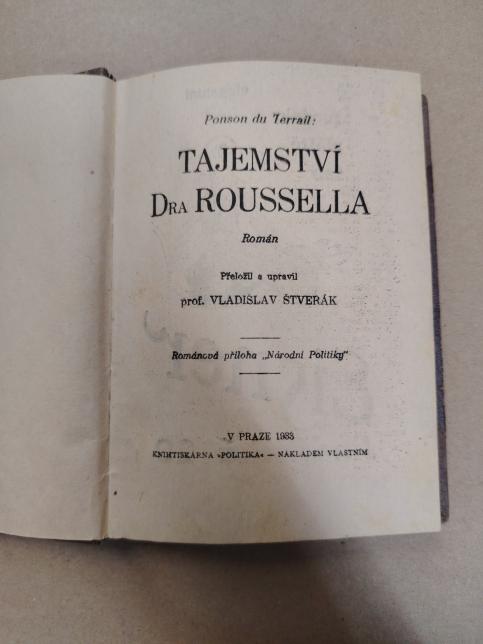 Ponson du Terrail:
TAJEMSTVÍ
DRA ROUSSELLA
Román
Přeložil a upravil
prof. VLADISLAV ŠTVERÁK
Románová příloha „Národní Politiky“
V PRAZE 1933
KNIHTISKÁRNA »POLITIKA« — NÁKLADEM VLASTNÍM